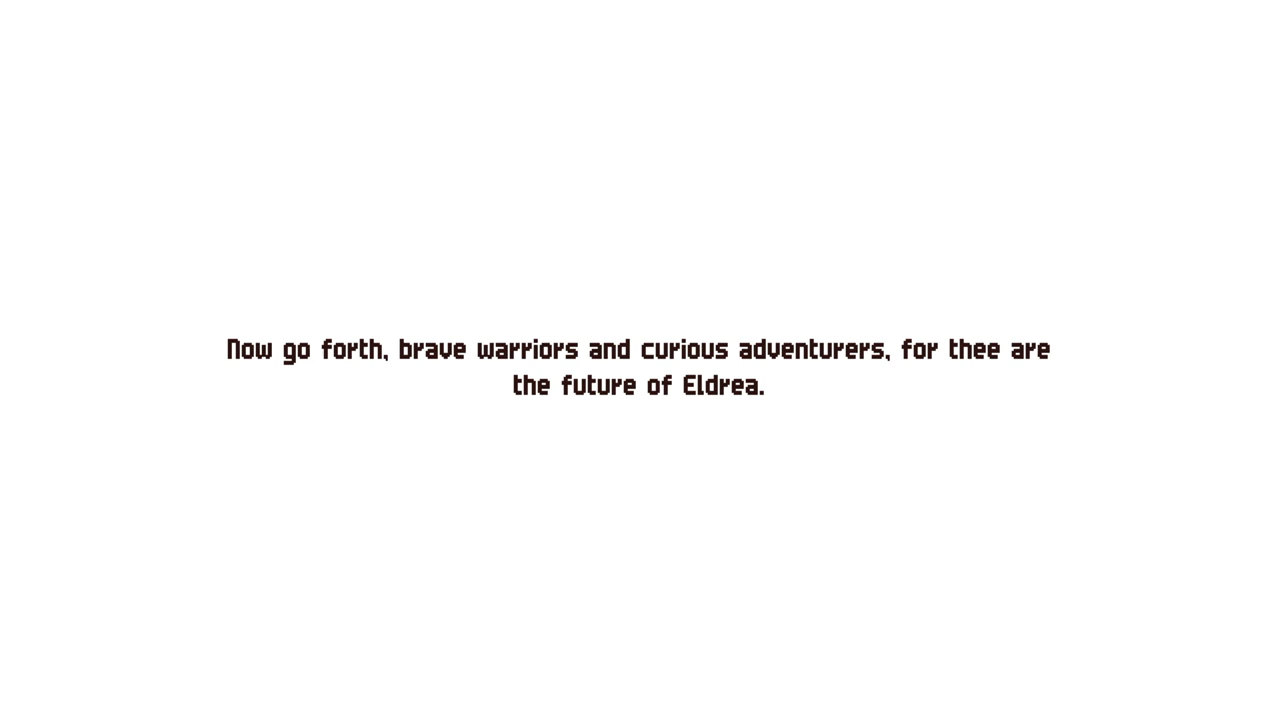 Now go forth, brave warriors and curious adventurers, for thee are
the future of Eldrea.